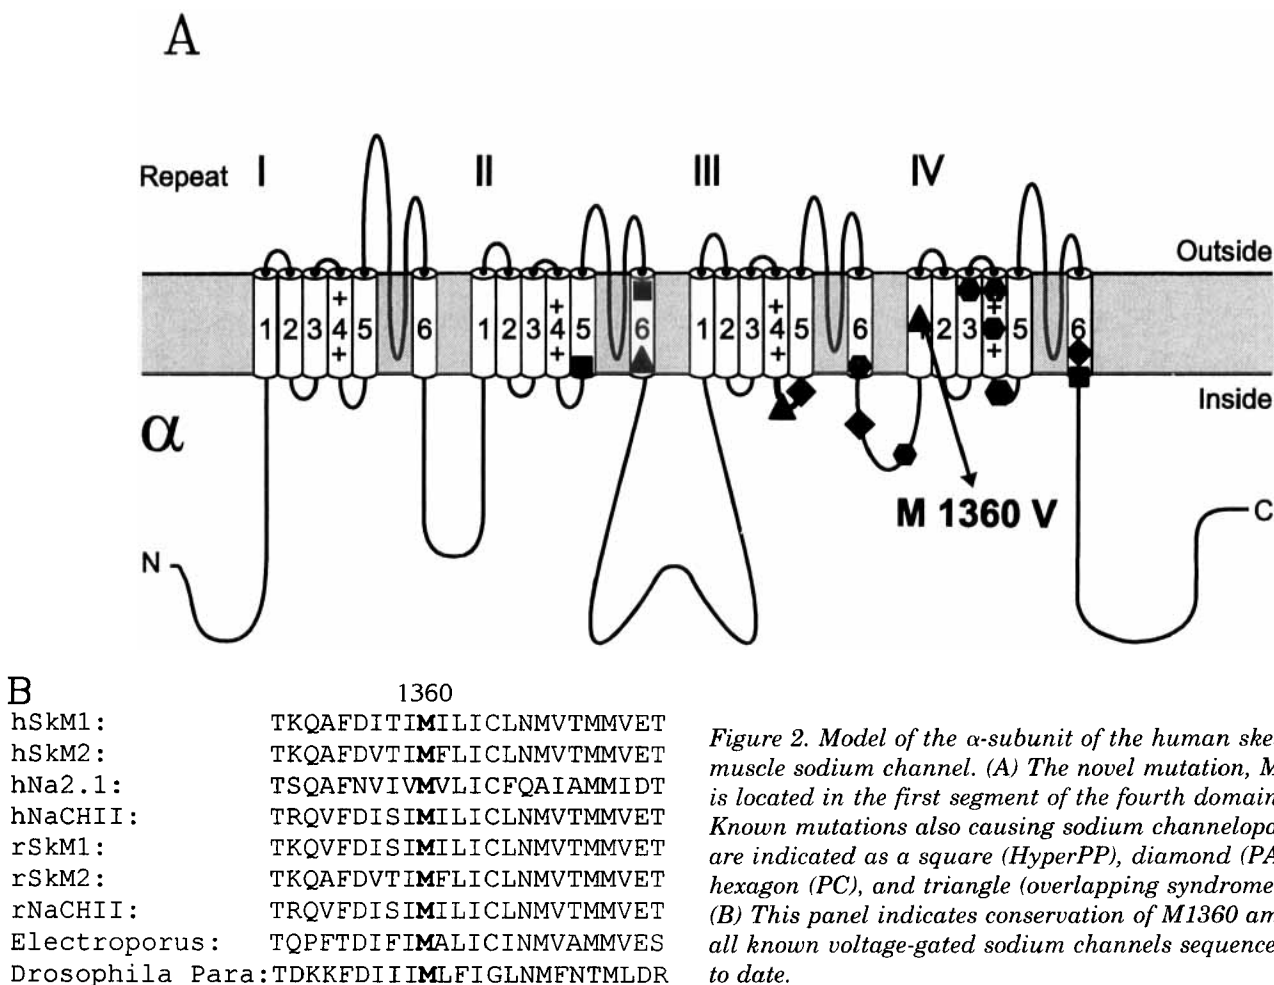 A
Repeat I II III IV
Outside
1 2 3 +4+ 5 6 1 2 3 +4+ 5 6 1 2 3 +4+ 5 6 1 2 3 + + 5 6
Inside
α
M 1360 V
N
C
B
1360
hSkM1: TKQAFDITIMILICLNMVTMMVET
hSkM2: TKQAFDVTIMFLICLNMVTMMVET
hNa2.1: TSQAFNVIVMVLICFQAIAMMIDT
hNaCHII: TRQVFDISIMILICLNMVTMMVET
rSkM1: TKQVFDISIMILICLNMVTMMVET
rSkM2: TKQAFDVTIMFLICLNMVTMMVET
rNaCHII: TRQVFDISIMILICLNMVTMMVET
Electroporus: TQPFTDIFIMALICINMVAMMVES
Drosophila Para: TDKKFDIIIMLFIGLNMFNTMLDR
Figure 2. Model of the α-subunit of the human ske
muscle sodium channel. (A) The novel mutation, M
is located in the first segment of the fourth domain
Known mutations also causing sodium channelopa
are indicated as a square (HyperPP), diamond (PA
hexagon (PC), and triangle (overlapping syndrome
(B) This panel indicates conservation of M1360 am
all known voltage-gated sodium channels sequence
to date.